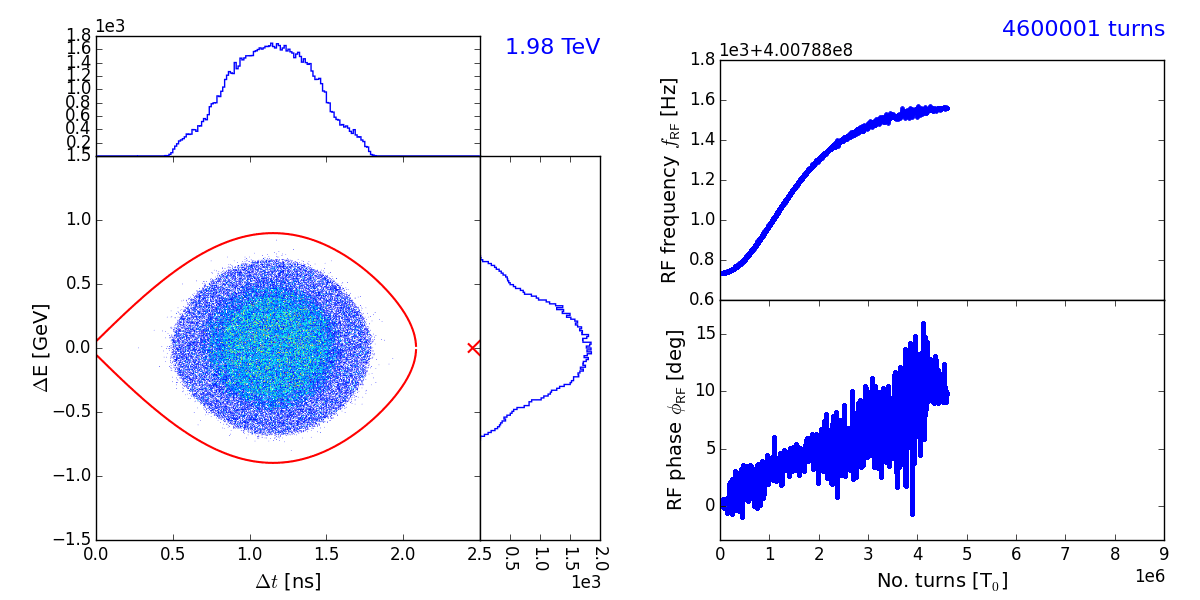 1e3
1.98 TeV
1.8
1.6
1.4
1.2
1.0
0.8
0.6
0.4
0.2
1.5
1.0
0.5
0.0
−0.5
−1.0
−1.5
ΔE [GeV]
0.0 0.5 1.0 1.5 2.0 2.5
Δt [ns]
0.5 1.0 1.5 2.0
1e3
4600001 turns
1e3+4.00788e8
1.8
1.6
1.4
1.2
1.0
0.8
0.6
RF frequency fRF [Hz]
15
10
5
0
RF phase ϕRF [deg]
0 1 2 3 4 5 6 7 8 9
1e6
No. turns [T0]